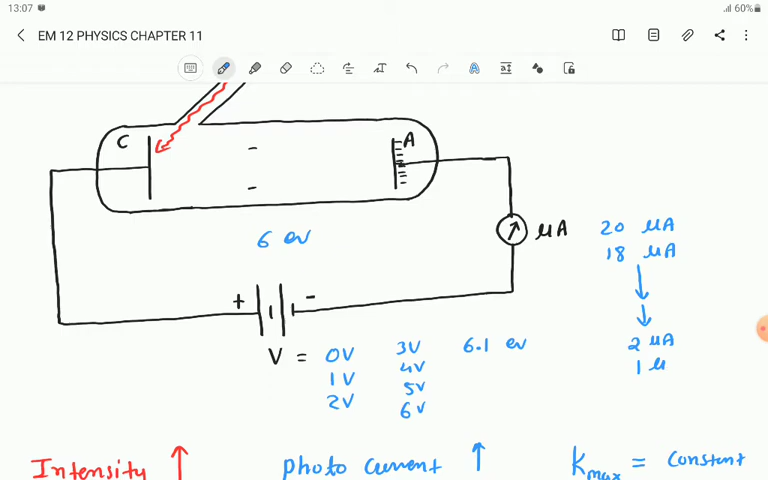 13:07
60%
EM 12 PHYSICS CHAPTER 11
C
A
-
-
6 ev
μA
20 μA
18 μA
+
-
2 μA
1 μ
V = 0V 3V 6.1 ev
1V 4V
2V 5V
6V
Intensity ↑ photo current ↑ Kmax = constant